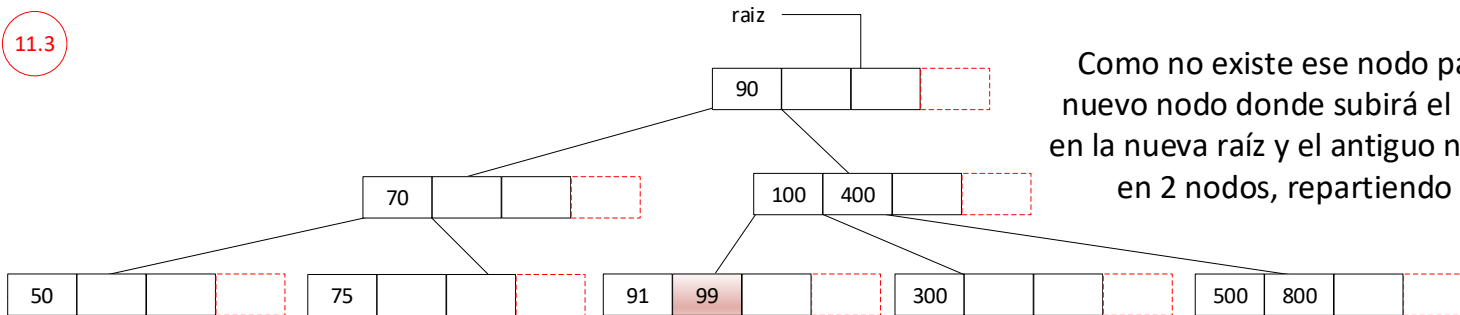 11.3
raiz
Como no existe ese nodo
nuevo nodo donde subirá el
en la nueva raíz y el antiguo
en 2 nodos, repartiendo
90
70
100 400
50
75
91 99
300
500 800